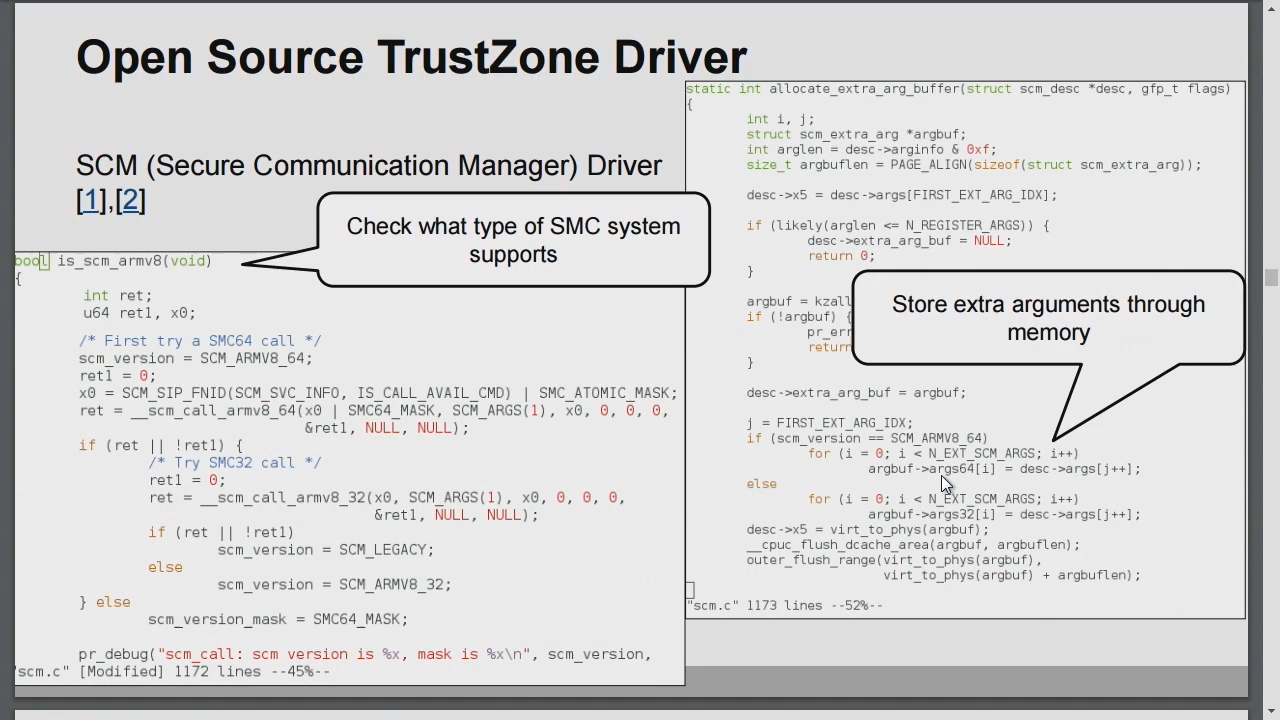 Open Source TrustZone Driver
SCM (Secure Communication Manager) Driver
[1],[2]
Check what type of SMC system
supports
bool is_scm_armv8(void)
{
int ret;
u64 ret1, x0;
/* First try a SMC64 call */
scm_version = SCM_ARMV8_64;
ret1 = 0;
x0 = SCM_SIP_FNID(SCM_SVC_INFO, IS_CALL_AVAIL_CMD) | SMC_ATOMIC_MASK;
ret = __scm_call_armv8_64(x0 | SMC64_MASK, SCM_ARGS(1), x0, 0, 0, 0,
&ret1, NULL, NULL);
if (ret || !ret1) {
/* Try SMC32 call */
ret1 = 0;
ret = __scm_call_armv8_32(x0, SCM_ARGS(1), x0, 0, 0, 0,
&ret1, NULL, NULL);
if (ret || !ret1)
scm_version = SCM_LEGACY;
else
scm_version = SCM_ARMV8_32;
} else
scm_version_mask = SMC64_MASK;
pr_debug("scm_call: scm version is %x, mask is %x\n", scm_version,
"scm.c" [Modified] 1172 lines --45%--
static int allocate_extra_arg_buffer(struct scm_desc *desc, gfp_t flags)
{
int i, j;
struct scm_extra_arg *argbuf;
int arglen = desc->arginfo & 0xf;
size_t argbuflen = PAGE_ALIGN(sizeof(struct scm_extra_arg));
desc->x5 = desc->args[FIRST_EXT_ARG_IDX];
if (likely(arglen <= N_REGISTER_ARGS)) {
desc->extra_arg_buf = NULL;
return 0;
}
argbuf = kzall
if (!argbuf) {
pr_err
return
}
Store extra arguments through
memory
desc->extra_arg_buf = argbuf;
j = FIRST_EXT_ARG_IDX;
if (scm_version == SCM_ARMV8_64)
for (i = 0; i < N_EXT_SCM_ARGS; i++)
argbuf->args64[i] = desc->args[j++];
else
for (i = 0; i < N_EXT_SCM_ARGS; i++)
argbuf->args32[i] = desc->args[j++];
desc->x5 = virt_to_phys(argbuf);
__cpuc_flush_dcache_area(argbuf, argbuflen);
outer_flush_range(virt_to_phys(argbuf),
virt_to_phys(argbuf) + argbuflen);
"scm.c" 1173 lines --52%--